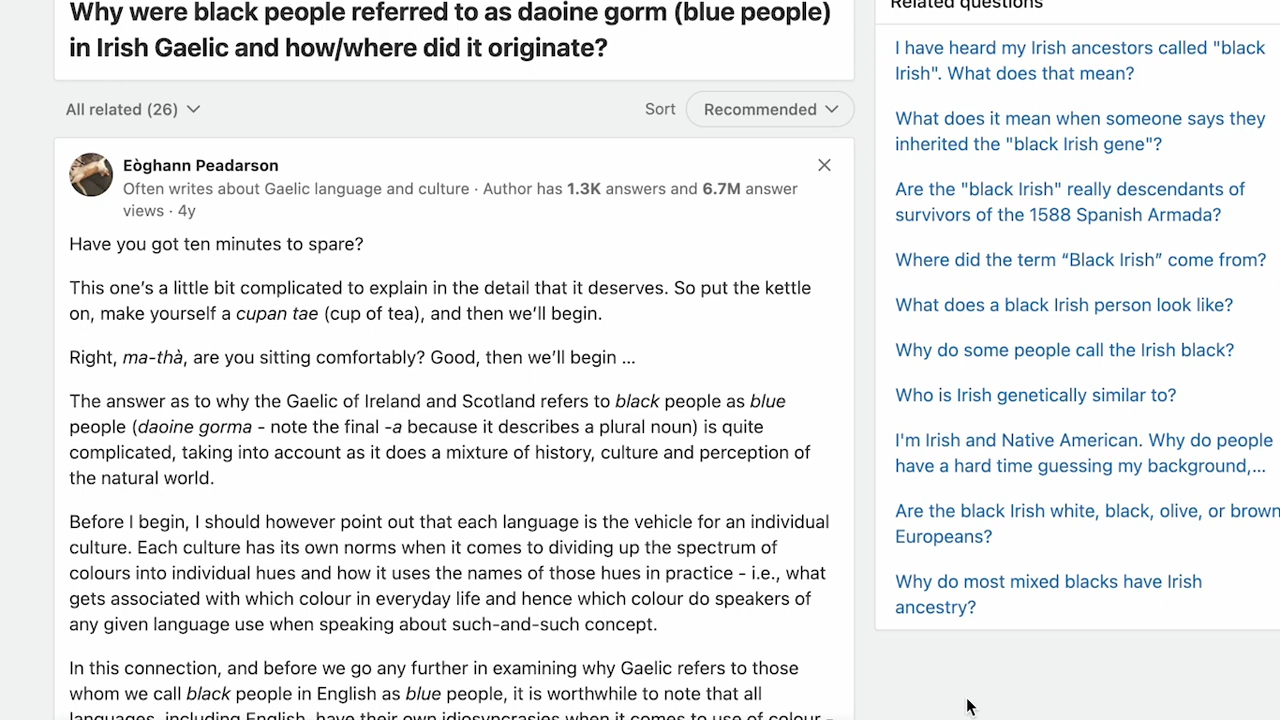 Why were black people referred to as daoine gorm (blue people)
in Irish Gaelic and how/where did it originate?
All related (26)
Sort
Recommended
Eòghann Peadarson
Often writes about Gaelic language and culture · Author has 1.3K answers and 6.7M answer
views · 4y
Have you got ten minutes to spare?
This one's a little bit complicated to explain in the detail that it deserves. So put the kettle
on, make yourself a cupan tae (cup of tea), and then we'll begin.
Right, ma-thà, are you sitting comfortably? Good, then we'll begin ...
The answer as to why the Gaelic of Ireland and Scotland refers to black people as blue
people (daoine gorma - note the final -a because it describes a plural noun) is quite
complicated, taking into account as it does a mixture of history, culture and perception of
the natural world.
Before I begin, I should however point out that each language is the vehicle for an individual
culture. Each culture has its own norms when it comes to dividing up the spectrum of
colours into individual hues and how it uses the names of those hues in practice - i.e., what
gets associated with which colour in everyday life and hence which colour do speakers of
any given language use when speaking about such-and-such concept.
In this connection, and before we go any further in examining why Gaelic refers to those
whom we call black people in English as blue people, it is worthwhile to note that all
languages, including English, have their own idiosyncrasies when it comes to use of colour -
Related questions
I have heard my Irish ancestors called "black
Irish". What does that mean?
What does it mean when someone says they
inherited the "black Irish gene"?
Are the "black Irish" really descendants of
survivors of the 1588 Spanish Armada?
Where did the term “Black Irish” come from?
What does a black Irish person look like?
Why do some people call the Irish black?
Who is Irish genetically similar to?
I'm Irish and Native American. Why do people
have a hard time guessing my background,...
Are the black Irish white, black, olive, or brown
Europeans?
Why do most mixed blacks have Irish
ancestry?